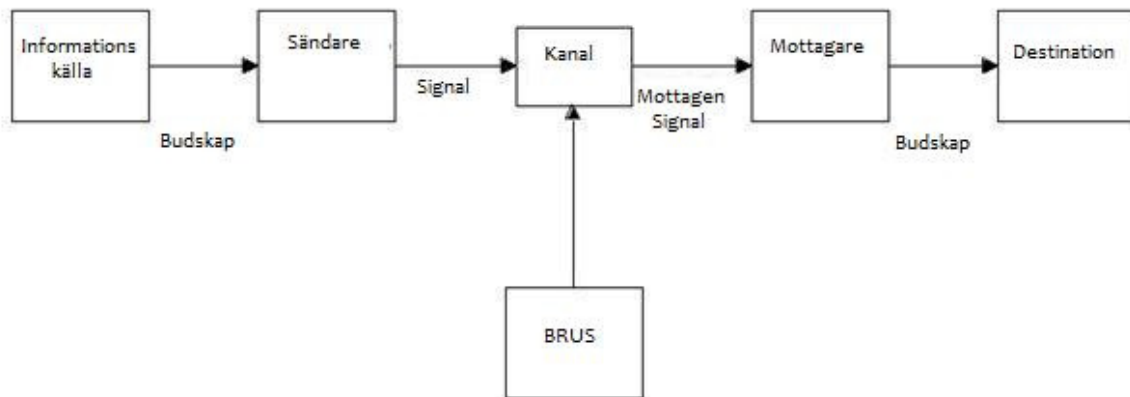 Informations
källa
Sändare
Kanal
Mottagare
Destination
Budskap
Signal
Mottagen
Signal
Budskap
BRUS